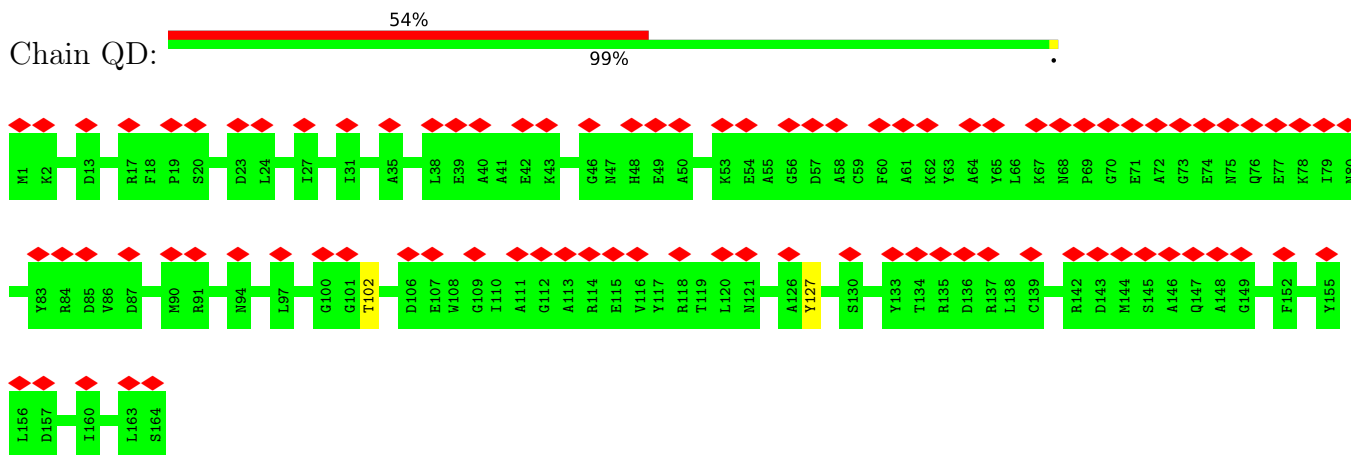 54%
Chain QD:
99%
.
M1 K2 D13 R17 F18 P19 S20 D23 L24 I27 I31 A35 L38 E39 A40 A41 E42 K43 G46 N47 H48 E49 A50 K53 E54 A55 G56 D57 A58 C59 F60 A61 K62 Y63 A64 Y65 L66 K67 N68 P69 G70 E71 A72 G73 E74 N75 Q76 E77 K78 I79 N80
Y83 R84 D85 V86 D87 M90 R91 N94 L97 G100 G101 T102 D106 E107 W108 G109 I110 A111 G112 A113 R114 E115 V116 Y117 R118 T119 L120 N121 A126 Y127 S130 Y133 T134 R135 D136 R137 L138 C139 R142 D143 M144 S145 A146 Q147 A148 G149 F152 Y155
L156 D157 I160 L163 S164